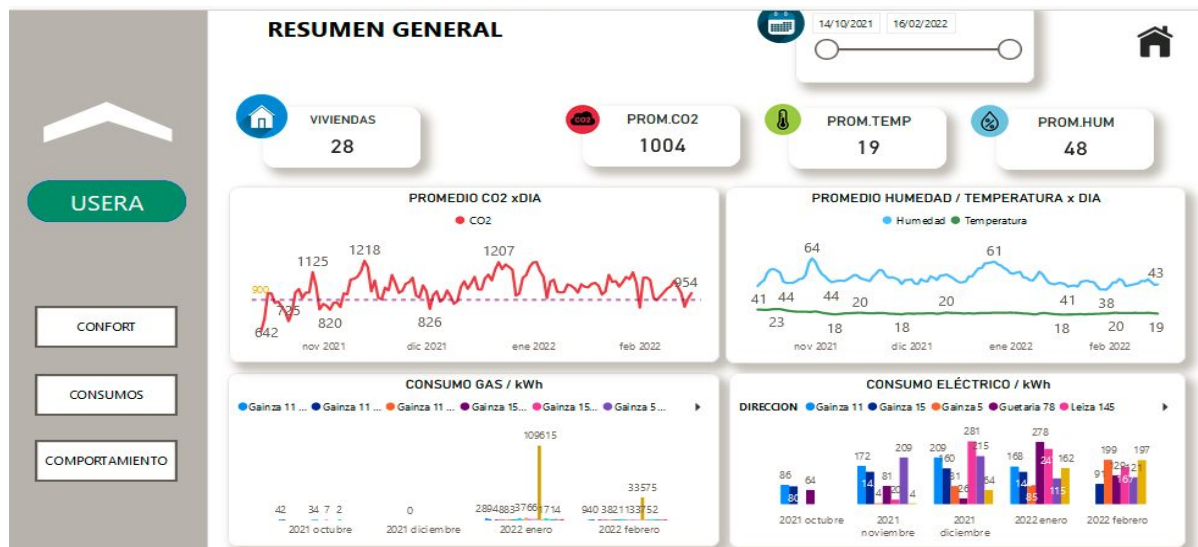 RESUMEN GENERAL
14/10/2021 16/02/2022
USERA
CONFORT
CONSUMOS
COMPORTAMIENTO
VIVIENDAS
28
CO2
PROM.CO2
1004
PROM.TEMP
19
%
PROM.HUM
48
PROMEDIO CO2 xDIA
CO2
1125 1218 1207
900 725 954
642 820 826
nov 2021 dic 2021 ene 2022 feb 2022
PROMEDIO HUMEDAD / TEMPERATURA x DIA
Humedad Temperatura
64 61
43
41 44 44 20 20 41 38
23 18 18 18 20 19
nov 2021 dic 2021 ene 2022 feb 2022
CONSUMO GAS / kWh
Gainza 11 ... Gainza 11 ... Gainza 11 ... Gainza 15... Gainza 15... Gainza 5...
109615
33575
42 34 7 2 0
2021 octubre 2021 diciembre 2022 enero 2022 febrero
CONSUMO ELÉCTRICO / kWh
DIRECCION Gainza 11 Gainza 15 Gainza 5 Guetaria 78 Leiza 145
86 64
172 81 209
209 160 281 215
168 278 162
199 197
80 26 64 85 115 167 121
2021 octubre 2021 noviembre 2021 diciembre 2022 enero 2022 febrero